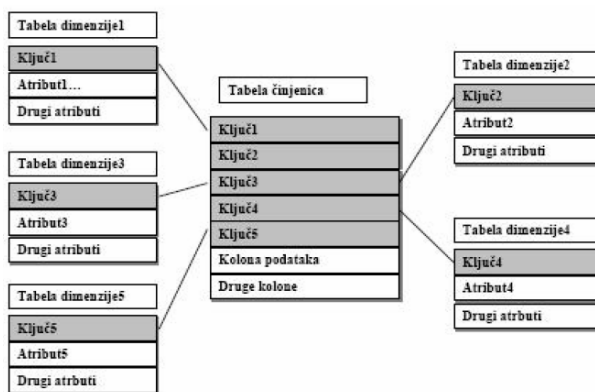 Tabela dimenzije1
Ključ1
Atribut1...
Drugi atributi
Tabela dimenzije3
Ključ3
Atribut3
Drugi atributi
Tabela dimenzije5
Ključ5
Atribut5
Drugi atrbuti
Tabela činjenica
Ključ1
Ključ2
Ključ3
Ključ4
Ključ5
Kolona podataka
Druge kolone
Tabela dimenzije2
Ključ2
Atribut2
Drugi atributi
Tabela dimenzije4
Ključ4
Atribut4
Drugi atrbuti